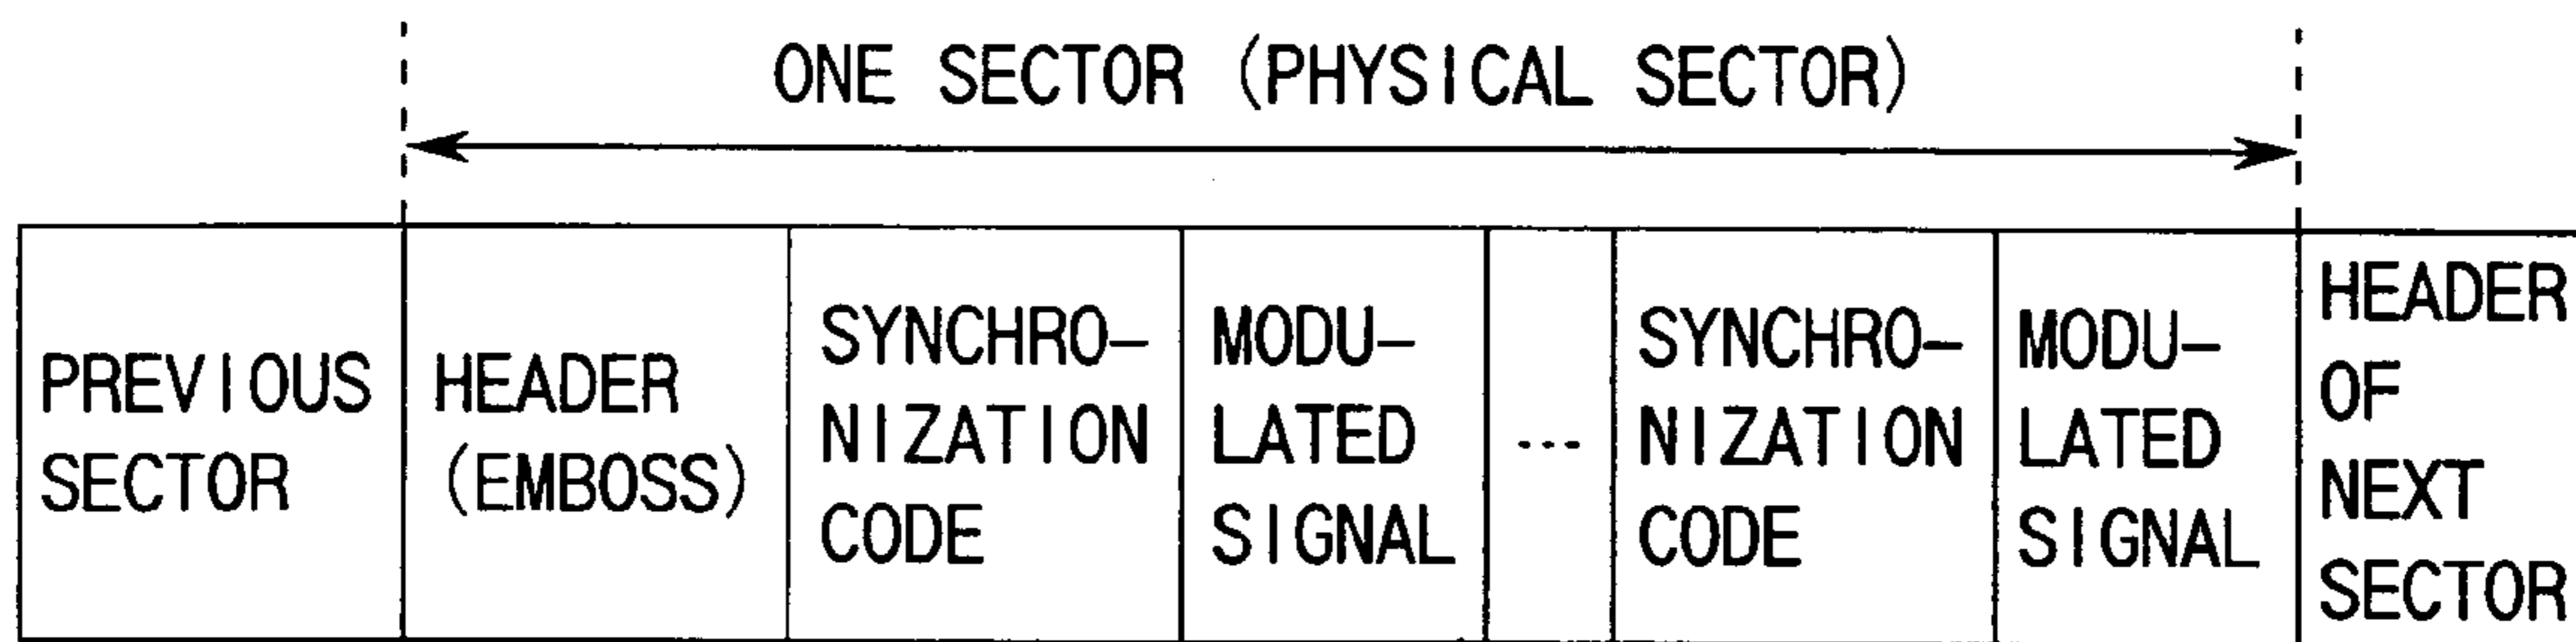 ONE SECTOR (PHYSICAL SECTOR)
PREVIOUS
SECTOR
HEADER
(EMBOSS)
SYNCHRO-
NIZATION
CODE
MODU-
LATED
SIGNAL
...
SYNCHRO-
NIZATION
CODE
MODU-
LATED
SIGNAL
HEADER
OF
NEXT
SECTOR